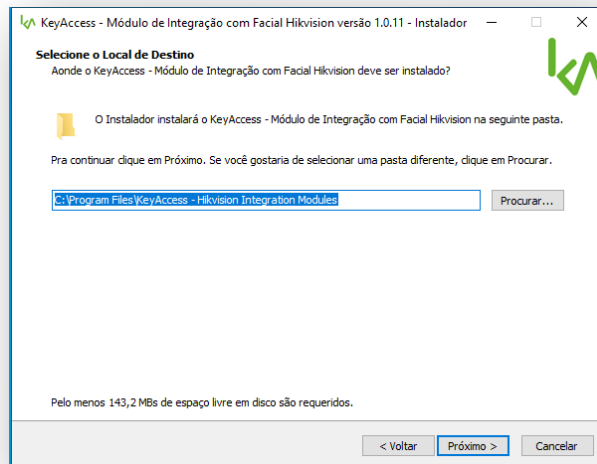 KeyAccess - Módulo de Integração com Facial Hikvision versão 1.0.11 - Instalador
Selecione o Local de Destino
Aonde o KeyAccess - Módulo de Integração com Facial Hikvision deve ser instalado?
O Instalador instalará o KeyAccess - Módulo de Integração com Facial Hikvision na seguinte pasta.
Pra continuar clique em Próximo. Se você gostaria de selecionar uma pasta diferente, clique em Procurar.
C:\Program Files\KeyAccess - Hikvision Integration Modules
Procurar...
Pelo menos 143,2 MBs de espaço livre em disco são requeridos.
< Voltar Próximo > Cancelar